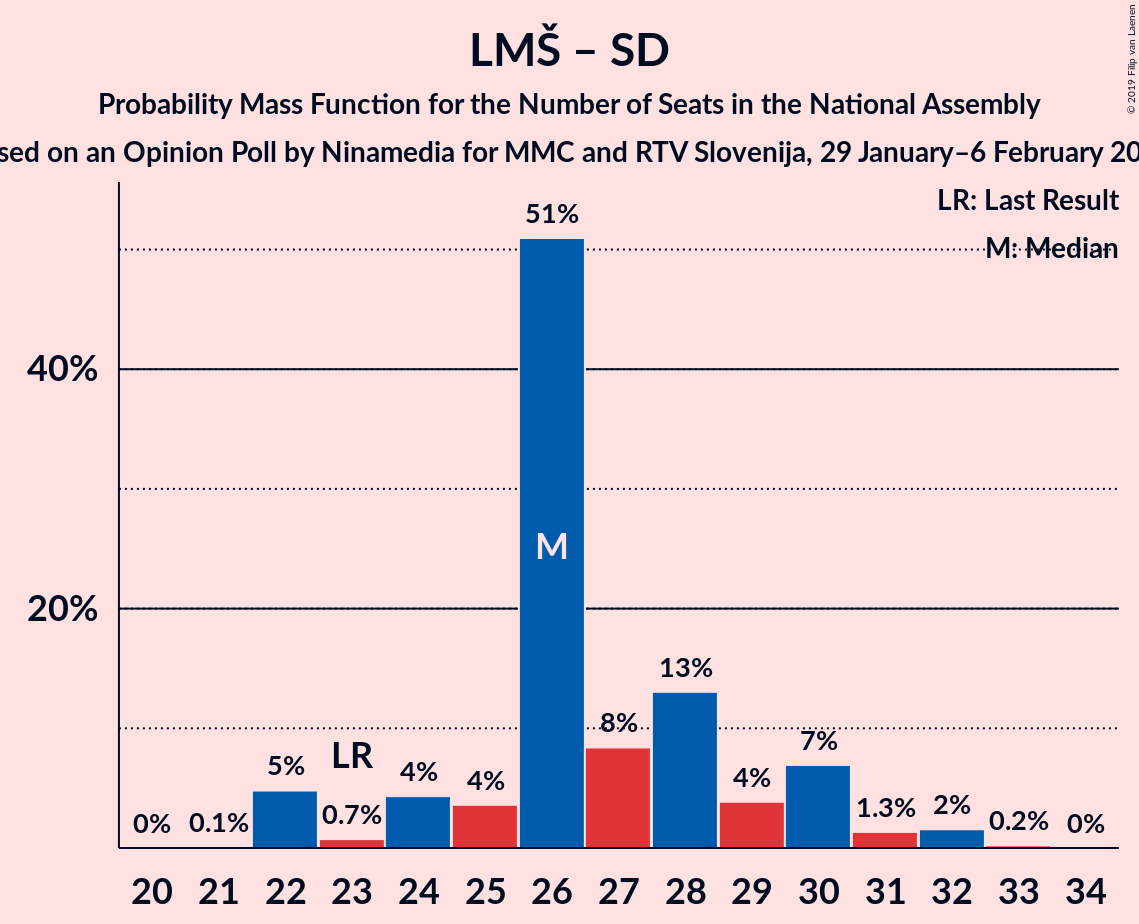 LMŠ – SD
Probability Mass Function for the Number of Seats in the National Assembly
on an Opinion Poll by Ninamedia for MMC and RTV Slovenija, 29 January–6 February
LR: Last Result
M: Median
© 2019 Filip van Laenen
51%
40%
M
20%
13%
8%
7%
LR
5%
4%
4%
4%
0.7%
1.3%
2%
0%
0.1%
0.2%
0%
20 21 22 23 24 25 26 27 28 29 30 31 32 33 34